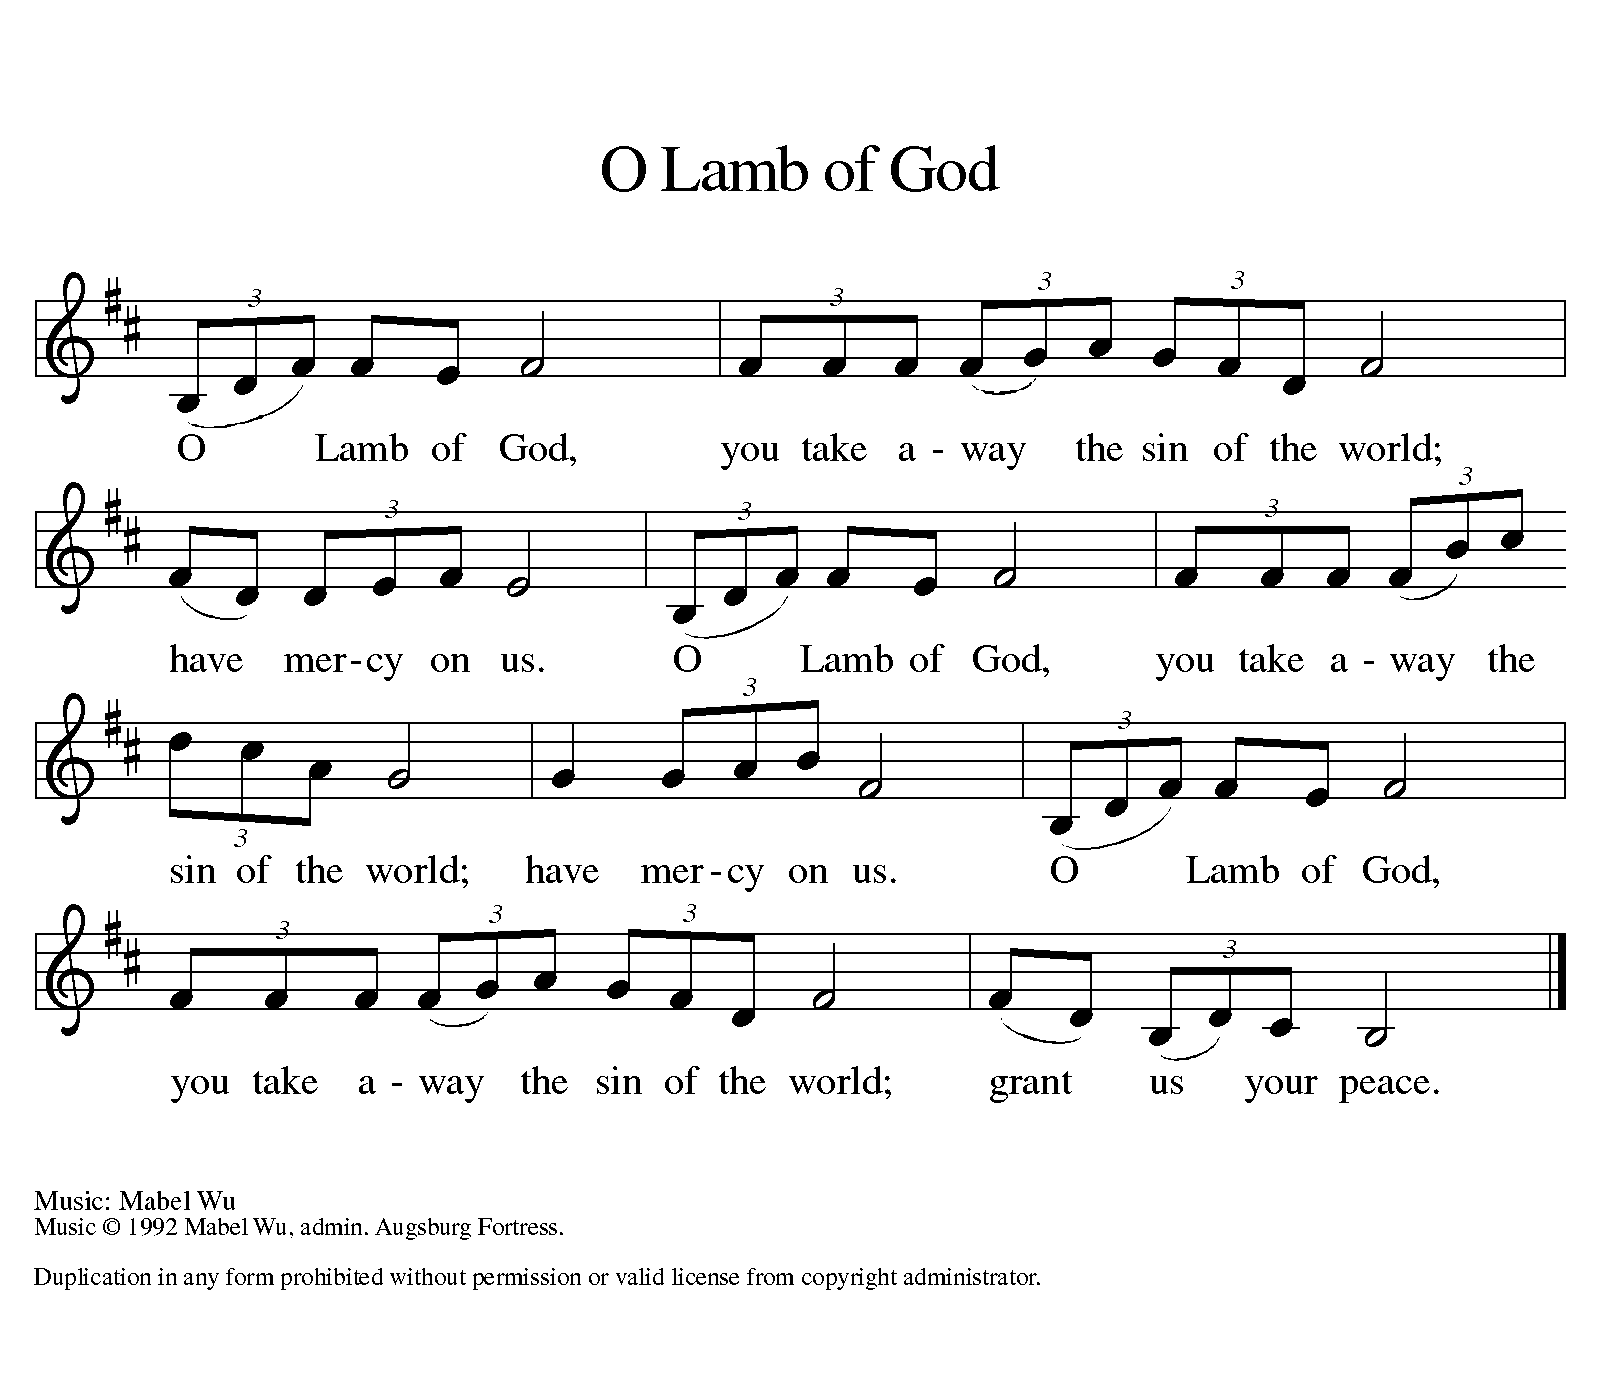 O Lamb of God
3 3 3 3
O Lamb of God, you take a - way the sin of the world;
3 3 3 3
have mer - cy on us. O Lamb of God, you take a - way the
3 3 3
sin of the world; have mer - cy on us. O Lamb of God,
3 3 3 3
you take a - way the sin of the world; grant us your peace.
Music: Mabel Wu
Music © 1992 Mabel Wu, admin. Augsburg Fortress.
Duplication in any form prohibited without permission or valid license from copyright administrator.